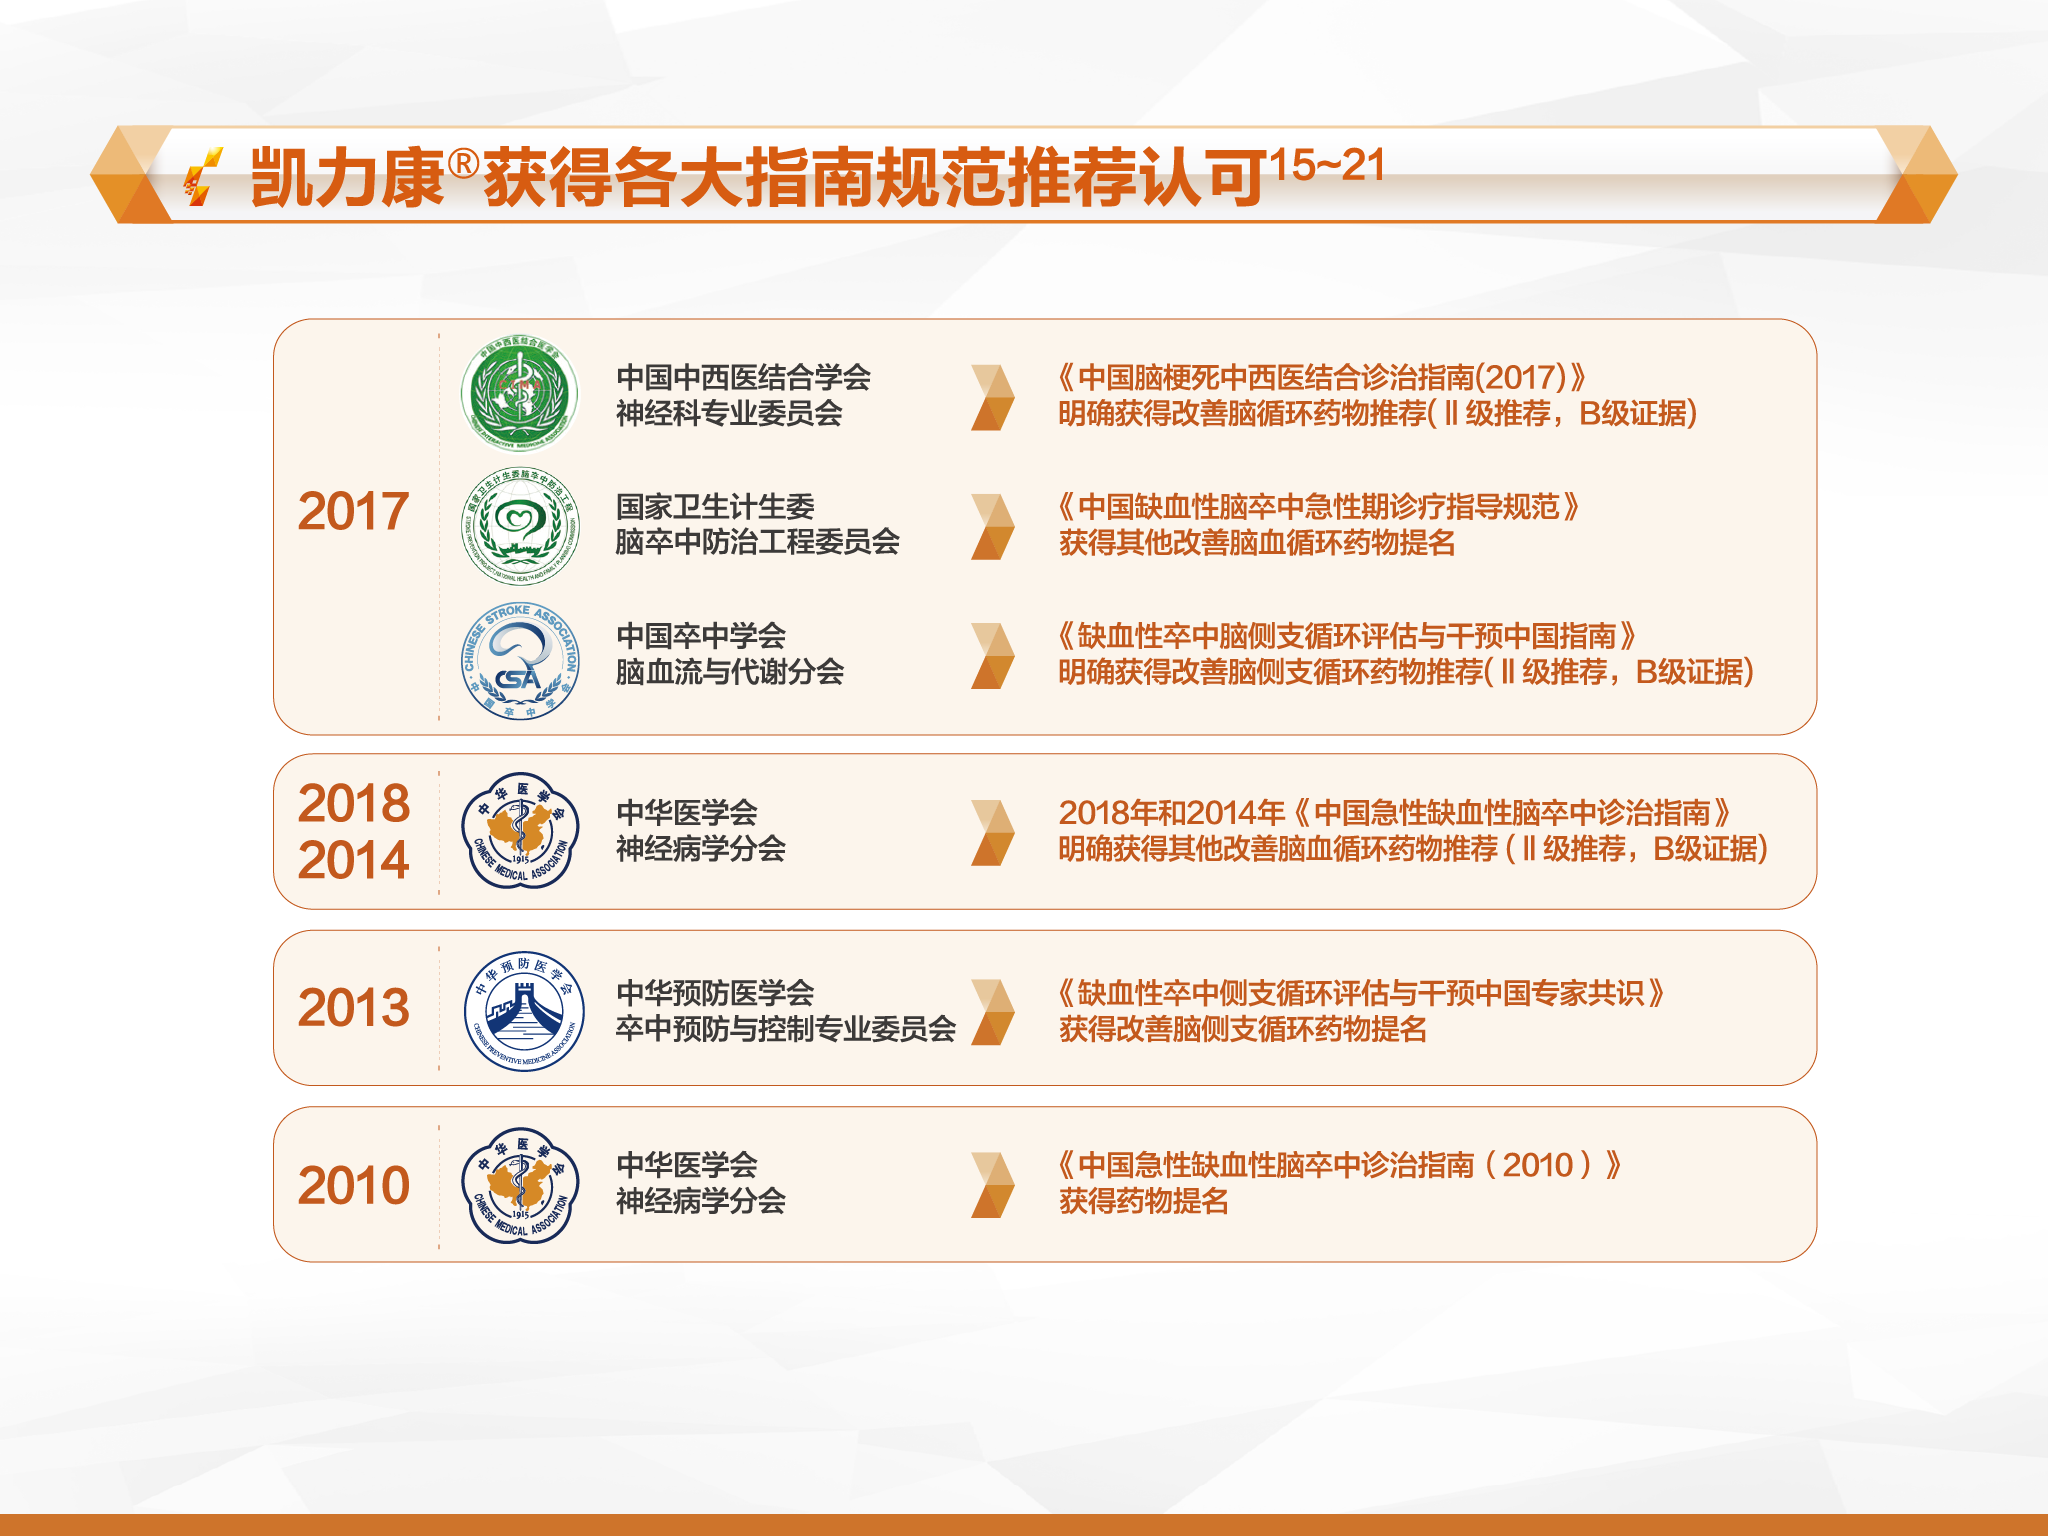 凯力康®获得各大指南规范推荐认可15~21
2017
中国中西医结合学会
神经科专业委员会
《中国脑梗死中西医结合诊治指南(2017)》
明确获得改善脑循环药物推荐(Ⅱ级推荐，B级证据)
国家卫生计生委
脑卒中防治工程委员会
《中国缺血性脑卒中急性期诊疗指导规范》
获得其他改善脑血循环药物提名
CHINESE STROKE ASSOCIATION
CSA
中国卒中学会
中国卒中学会
脑血流与代谢分会
《缺血性卒中脑侧支循环评估与干预中国指南》
明确获得改善脑侧支循环药物推荐(Ⅱ级推荐，B级证据)
2018
2014
中华医学会
1915
CHINESE MEDICAL ASSOCIATION
中华医学会
神经病学分会
2018年和2014年《中国急性缺血性脑卒中诊治指南》
明确获得其他改善脑血循环药物推荐(Ⅱ级推荐，B级证据)
2013
中华预防医学会
CHINESE PREVENTIVE MEDICINE ASSOCIATION
中华预防医学会
卒中预防与控制专业委员会
《缺血性卒中侧支循环评估与干预中国专家共识》
获得改善脑侧支循环药物提名
2010
中华医学会
1915
CHINESE MEDICAL ASSOCIATION
中华医学会
神经病学分会
《中国急性缺血性脑卒中诊治指南（2010）》
获得药物提名